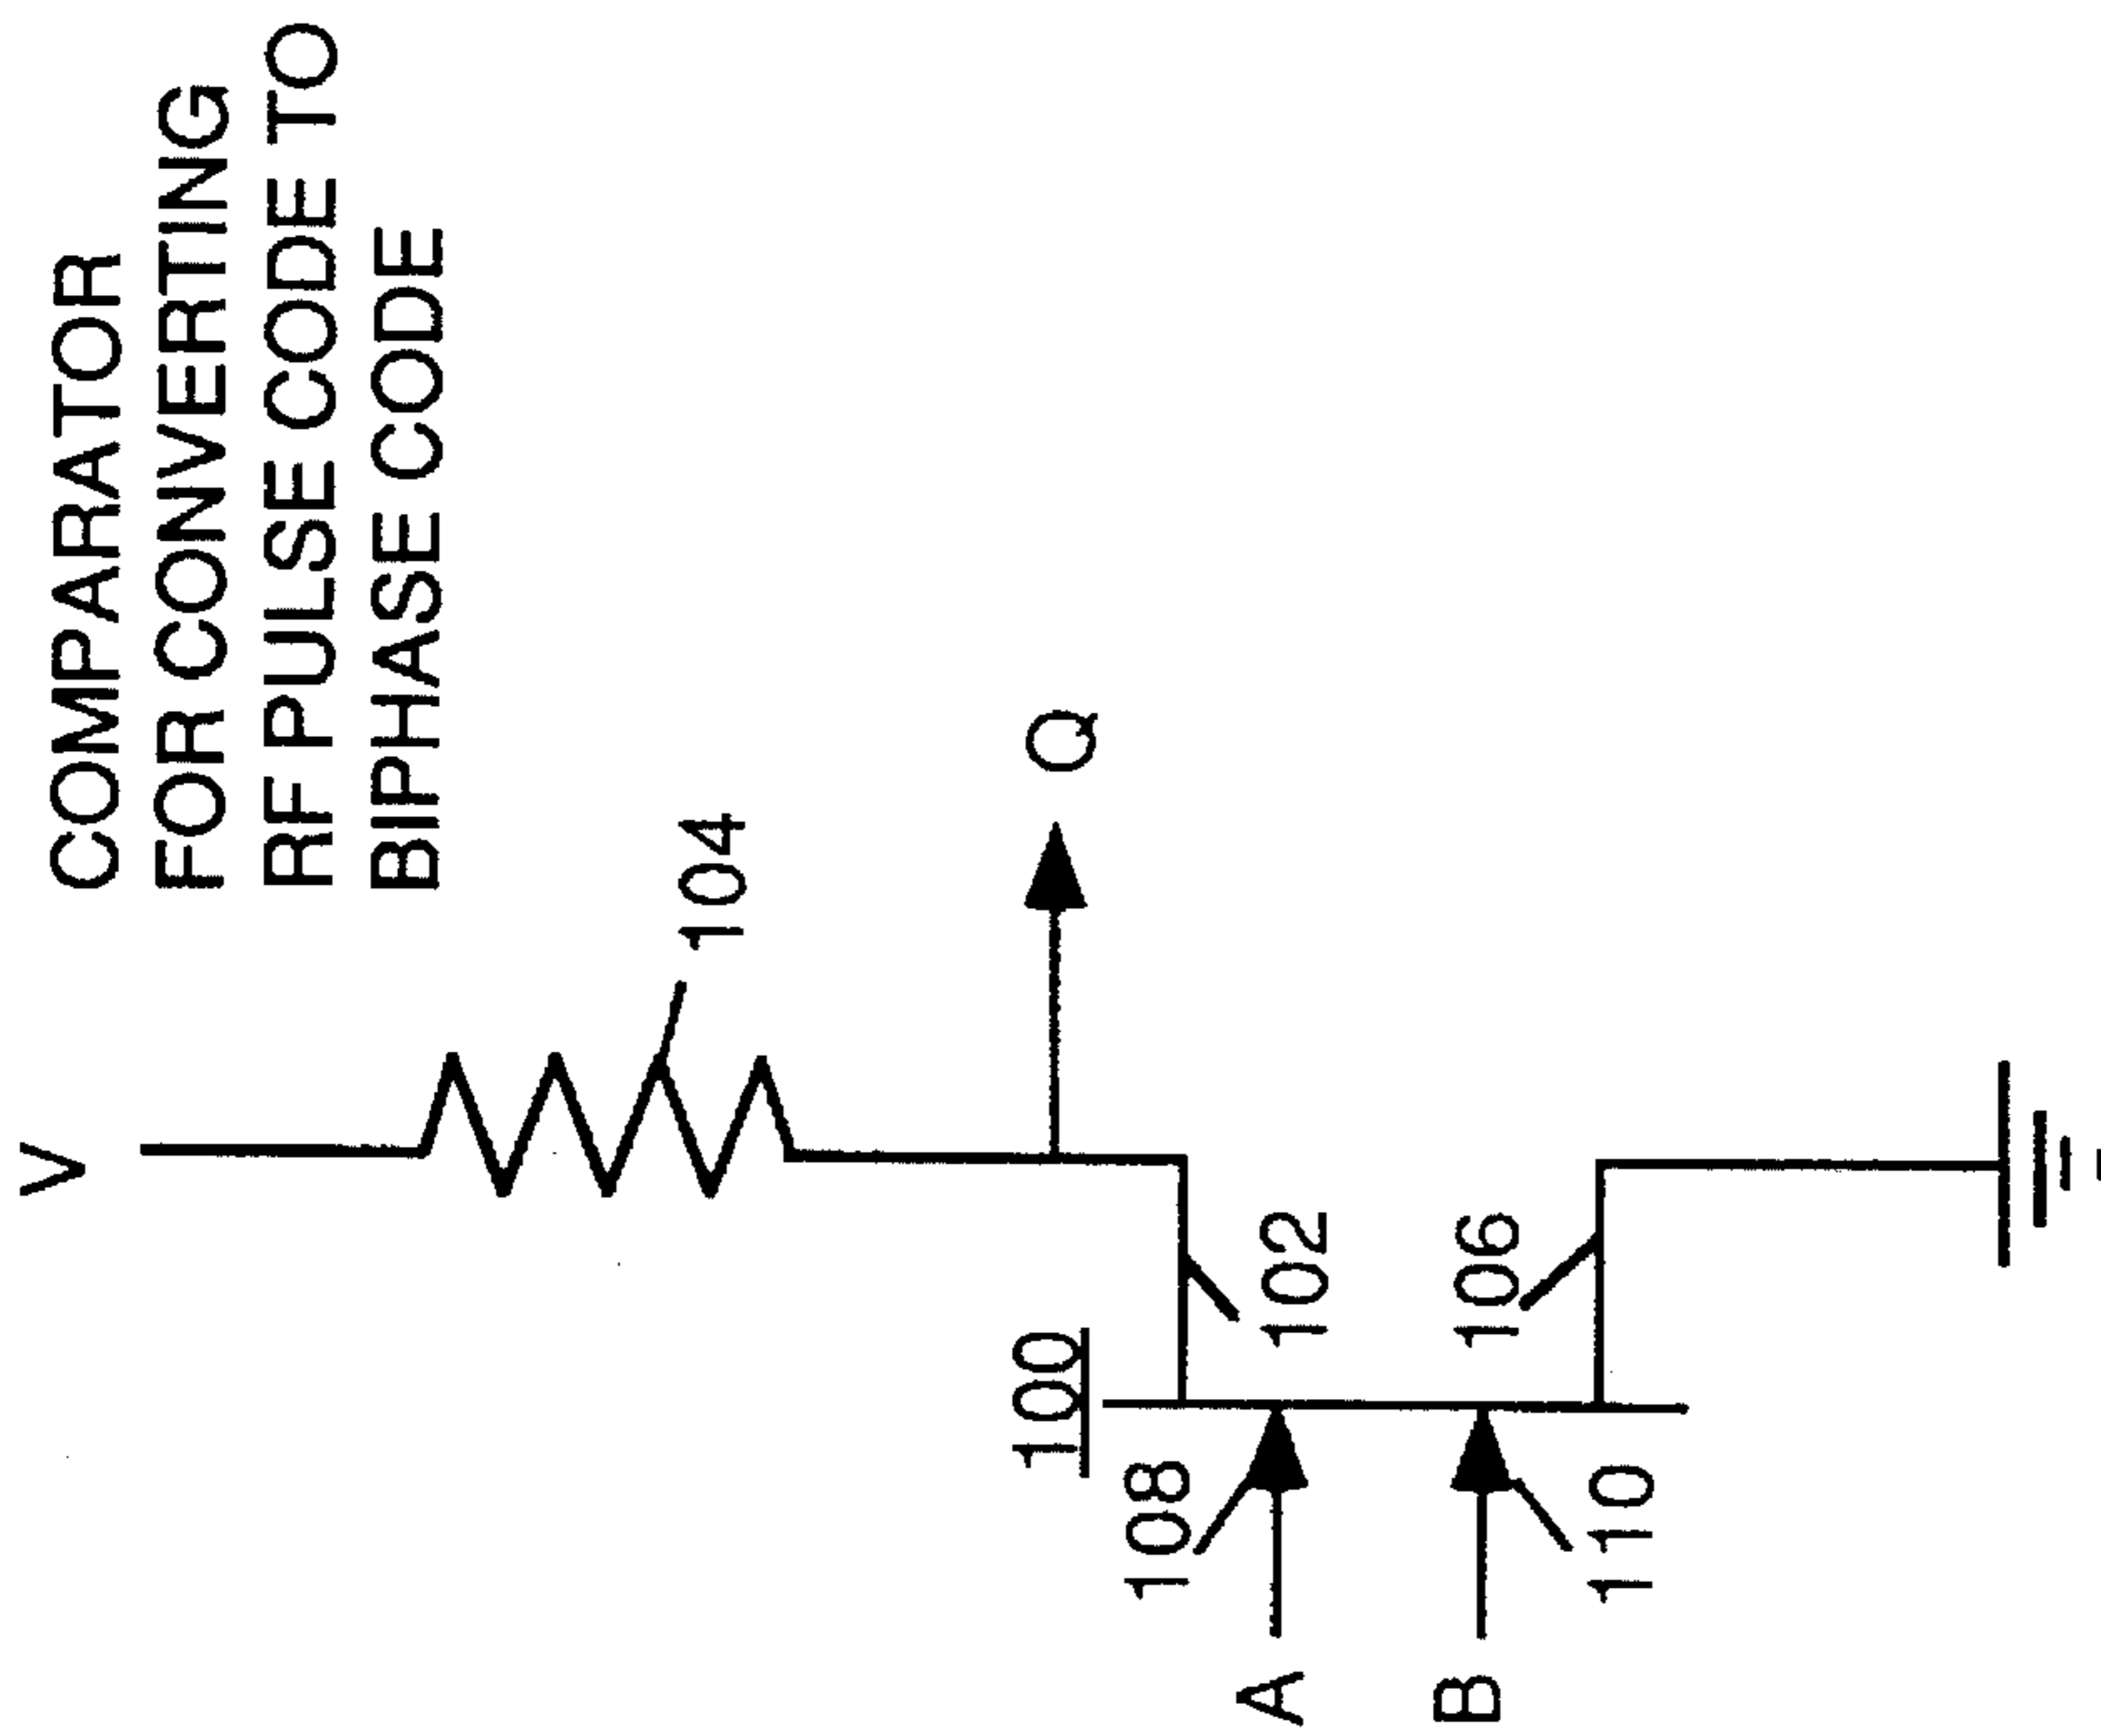 COMPARATOR
FOR CONVERTING
RF PULSE CODE TO
BIPHASE CODE
V
104
Q
100
102
108
A
106
B
110